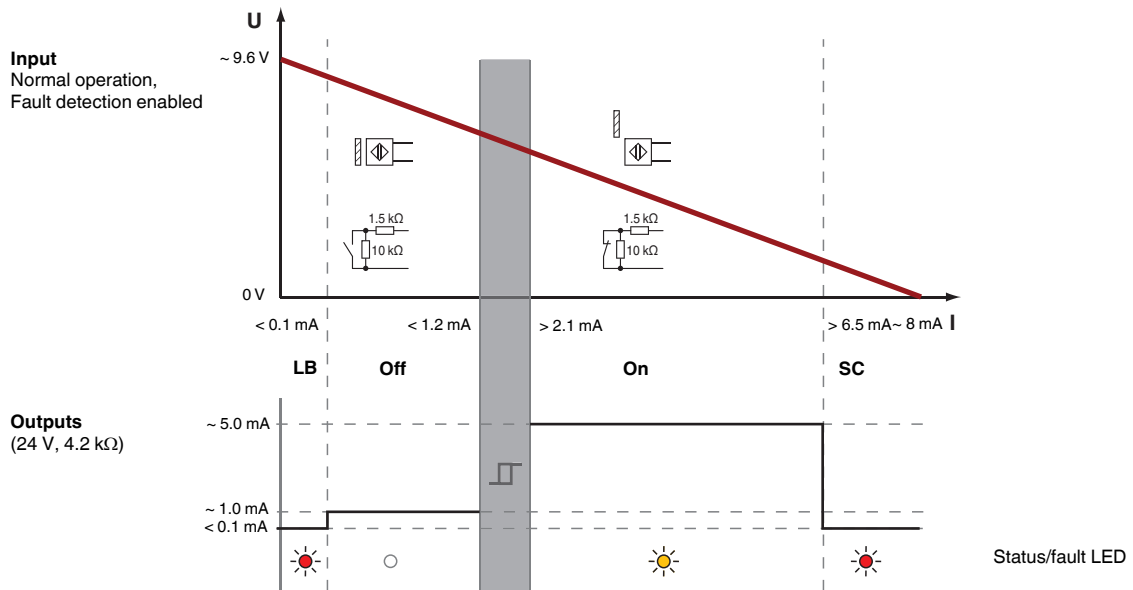 U
Input
Normal operation,
Fault detection enabled
~ 9.6 V
1.5 kΩ
10 kΩ
1.5 kΩ
10 kΩ
0 V
< 0.1 mA
< 1.2 mA
> 2.1 mA
> 6.5 mA
~ 8 mA
I
LB
Off
On
SC
Outputs
(24 V, 4.2 kΩ)
~ 5.0 mA
~ 1.0 mA
< 0.1 mA
Status/fault LED